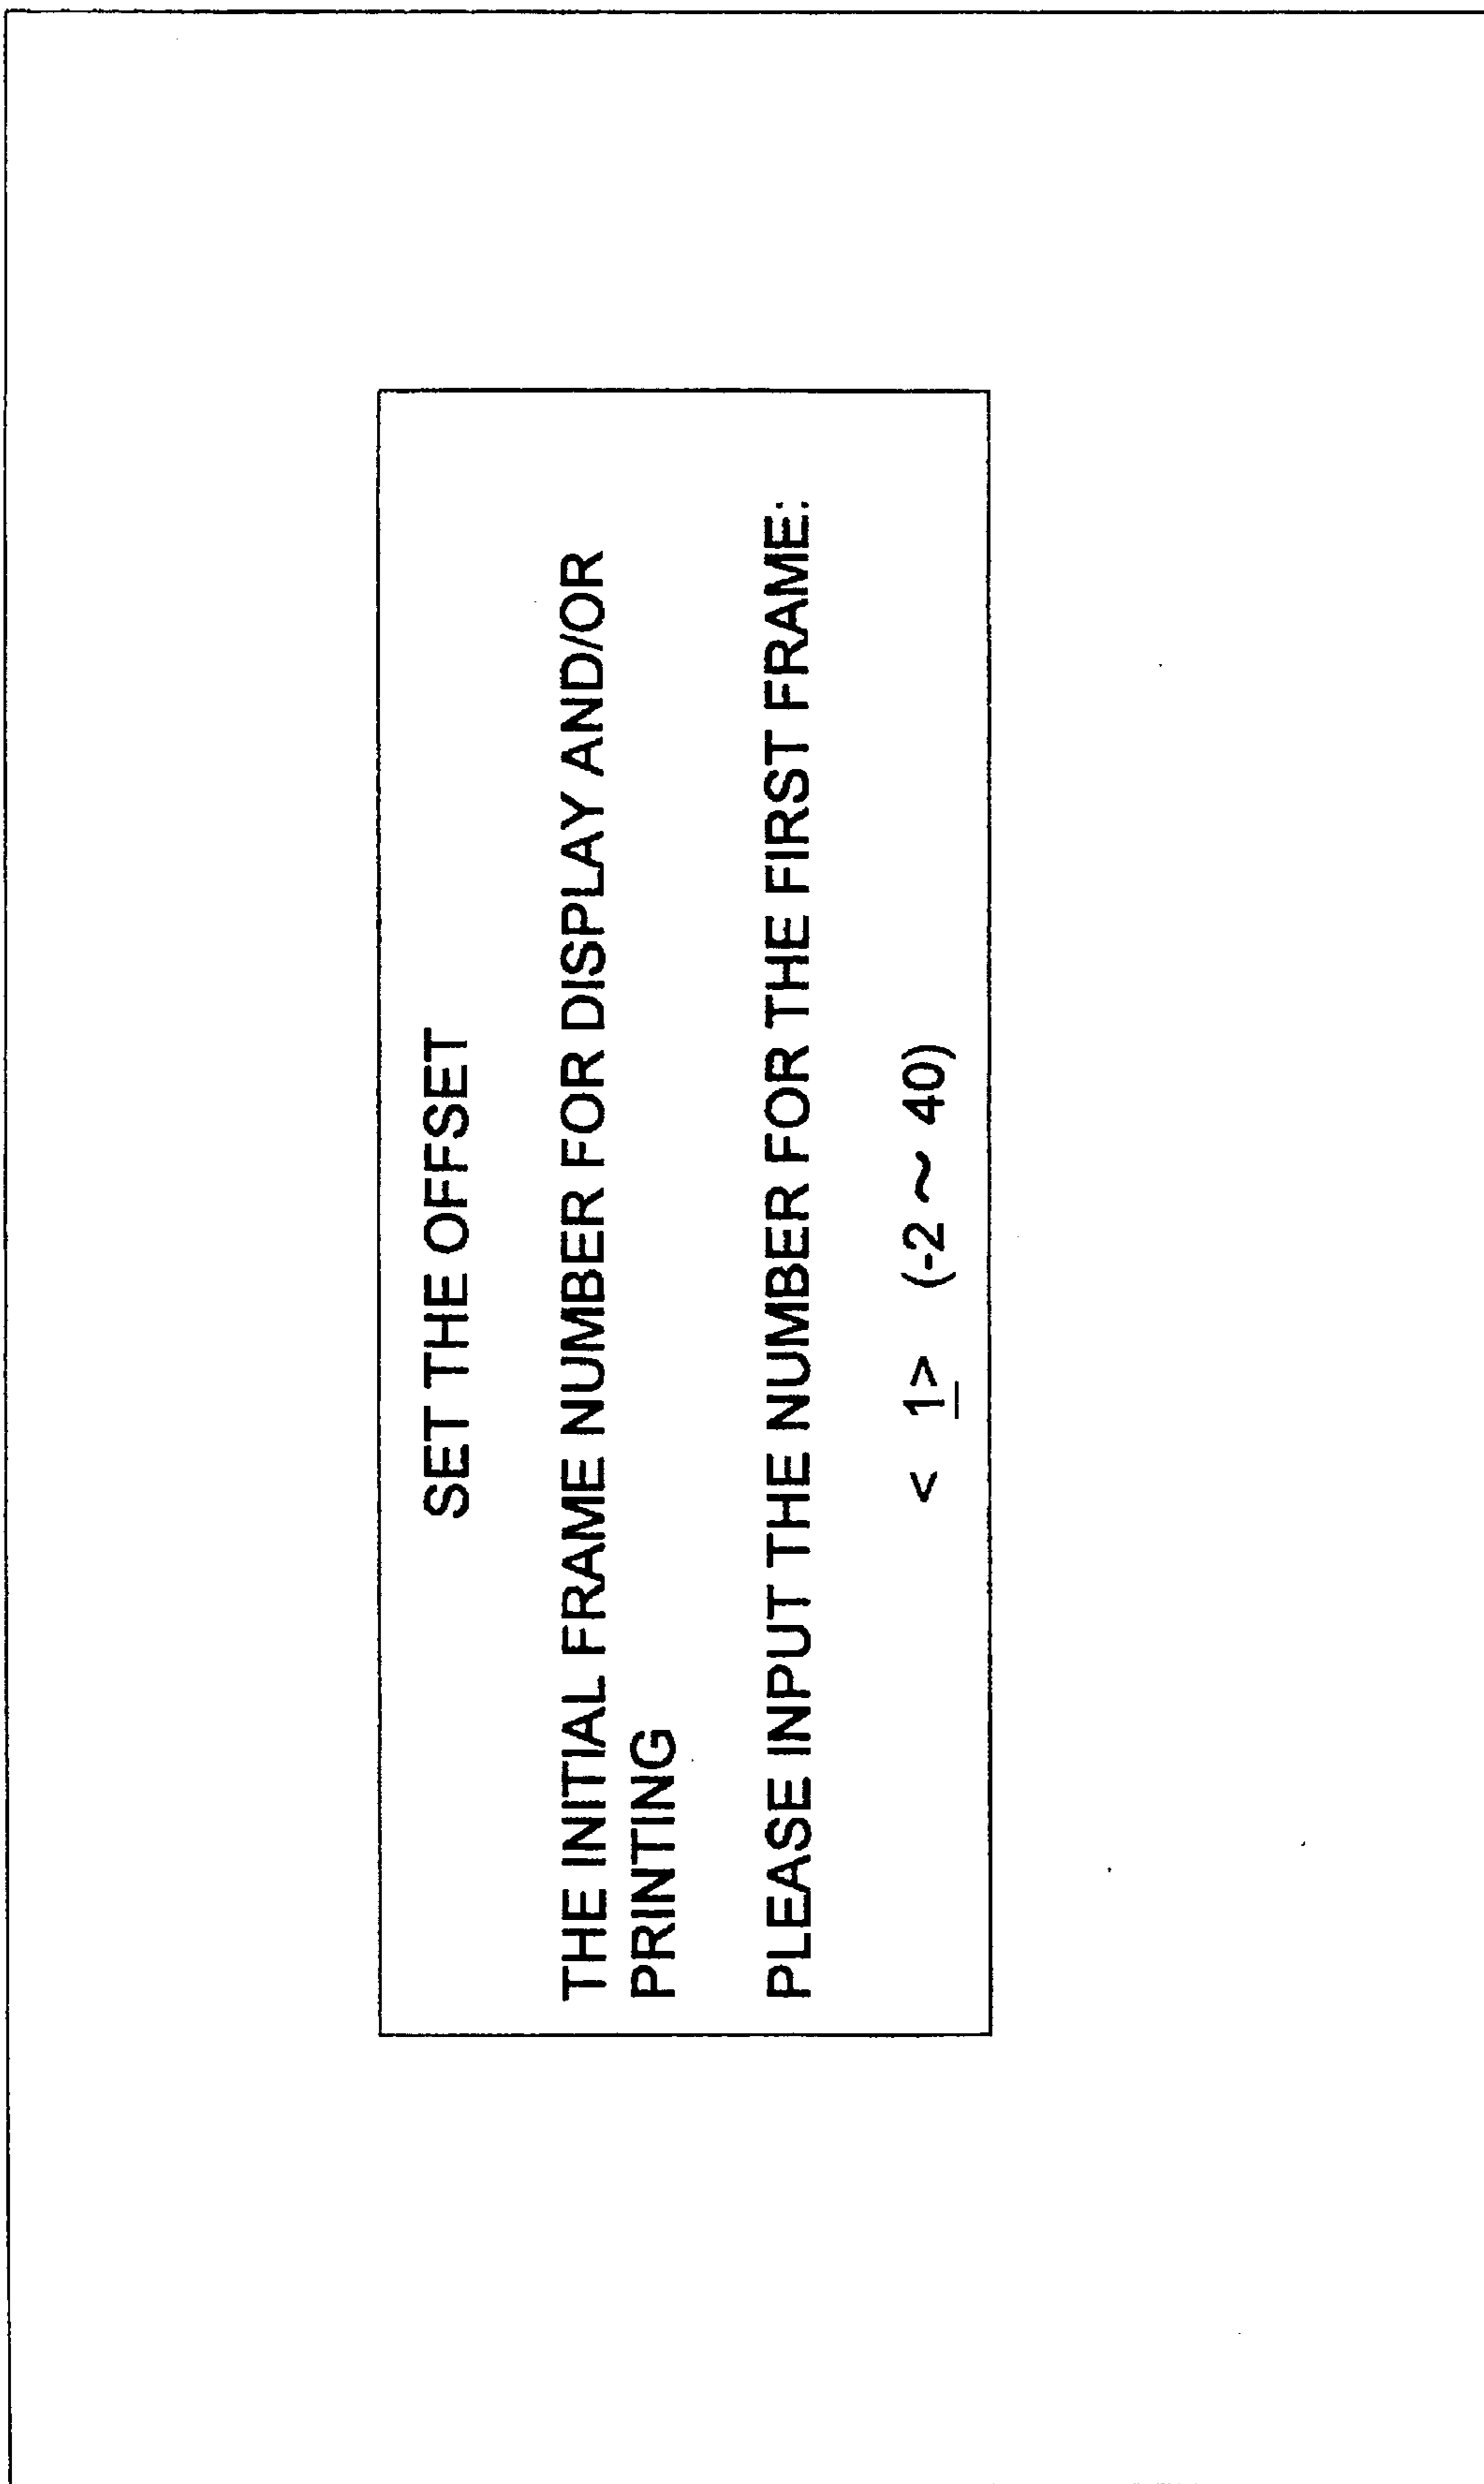 SET THE OFFSET
THE INITIAL FRAME NUMBER FOR DISPLAY AND/OR
PRINTING
PLEASE INPUT THE NUMBER FOR THE FIRST FRAME:
< 1> (-2 ~ 40)